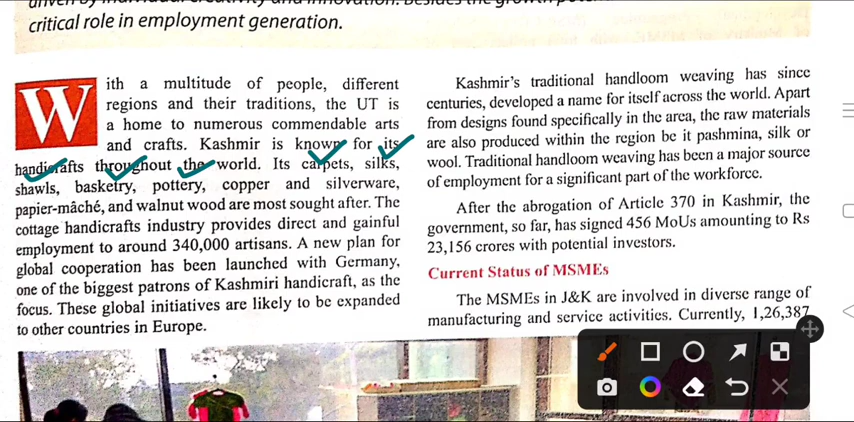 critical role in employment generation.
With a multitude of people, different
regions and their traditions, the UT is
a home to numerous commendable arts
and crafts. Kashmir is known for its
handicrafts throughout the world. Its carpets, silks,
shawls, basketry, pottery, copper and silverware,
papier-mâché, and walnut wood are most sought after. The
cottage handicrafts industry provides direct and gainful
employment to around 340,000 artisans. A new plan for
global cooperation has been launched with Germany,
one of the biggest patrons of Kashmiri handicraft, as the
focus. These global initiatives are likely to be expanded
to other countries in Europe.
Kashmir's traditional handloom weaving has since
centuries, developed a name for itself across the world. Apart
from designs found specifically in the area, the raw materials
are also produced within the region be it pashmina, silk or
wool. Traditional handloom weaving has been a major source
of employment for a significant part of the workforce.
After the abrogation of Article 370 in Kashmir, the
government, so far, has signed 456 MoUs amounting to Rs
23,156 crores with potential investors.
Current Status of MSMEs
The MSMEs in J&K are involved in diverse range of
manufacturing and service activities. Currently, 1,26,387